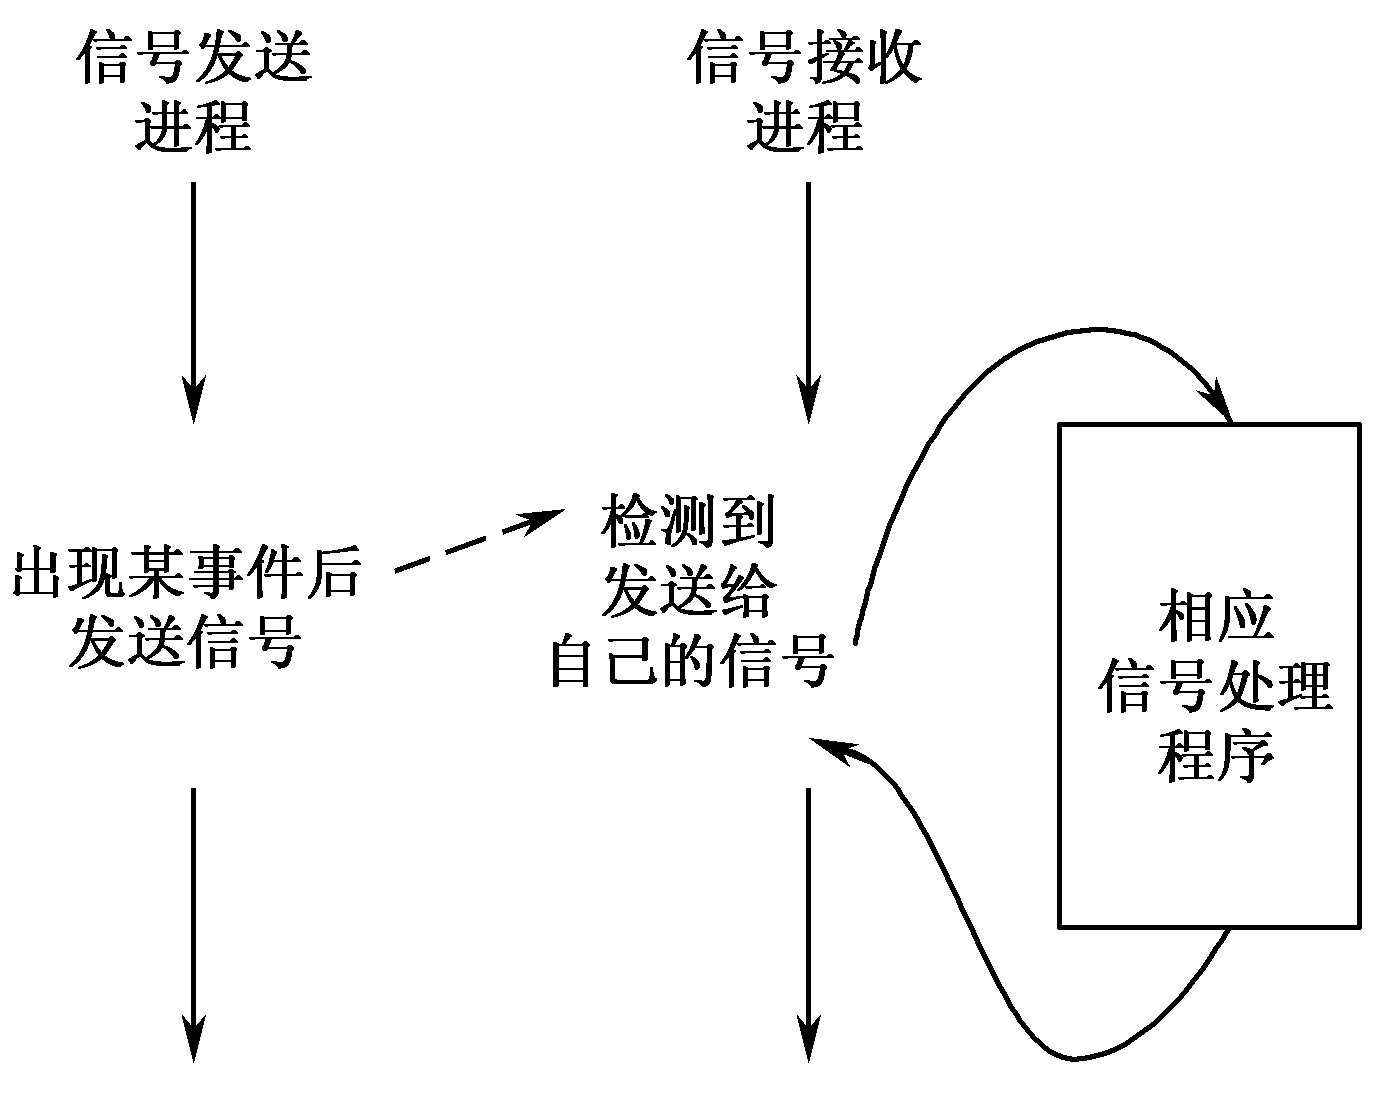 信号发送
进程
信号接收
进程
出现某事件后
发送信号
检测到
发送给
自己的信号
相应
信号处理
程序